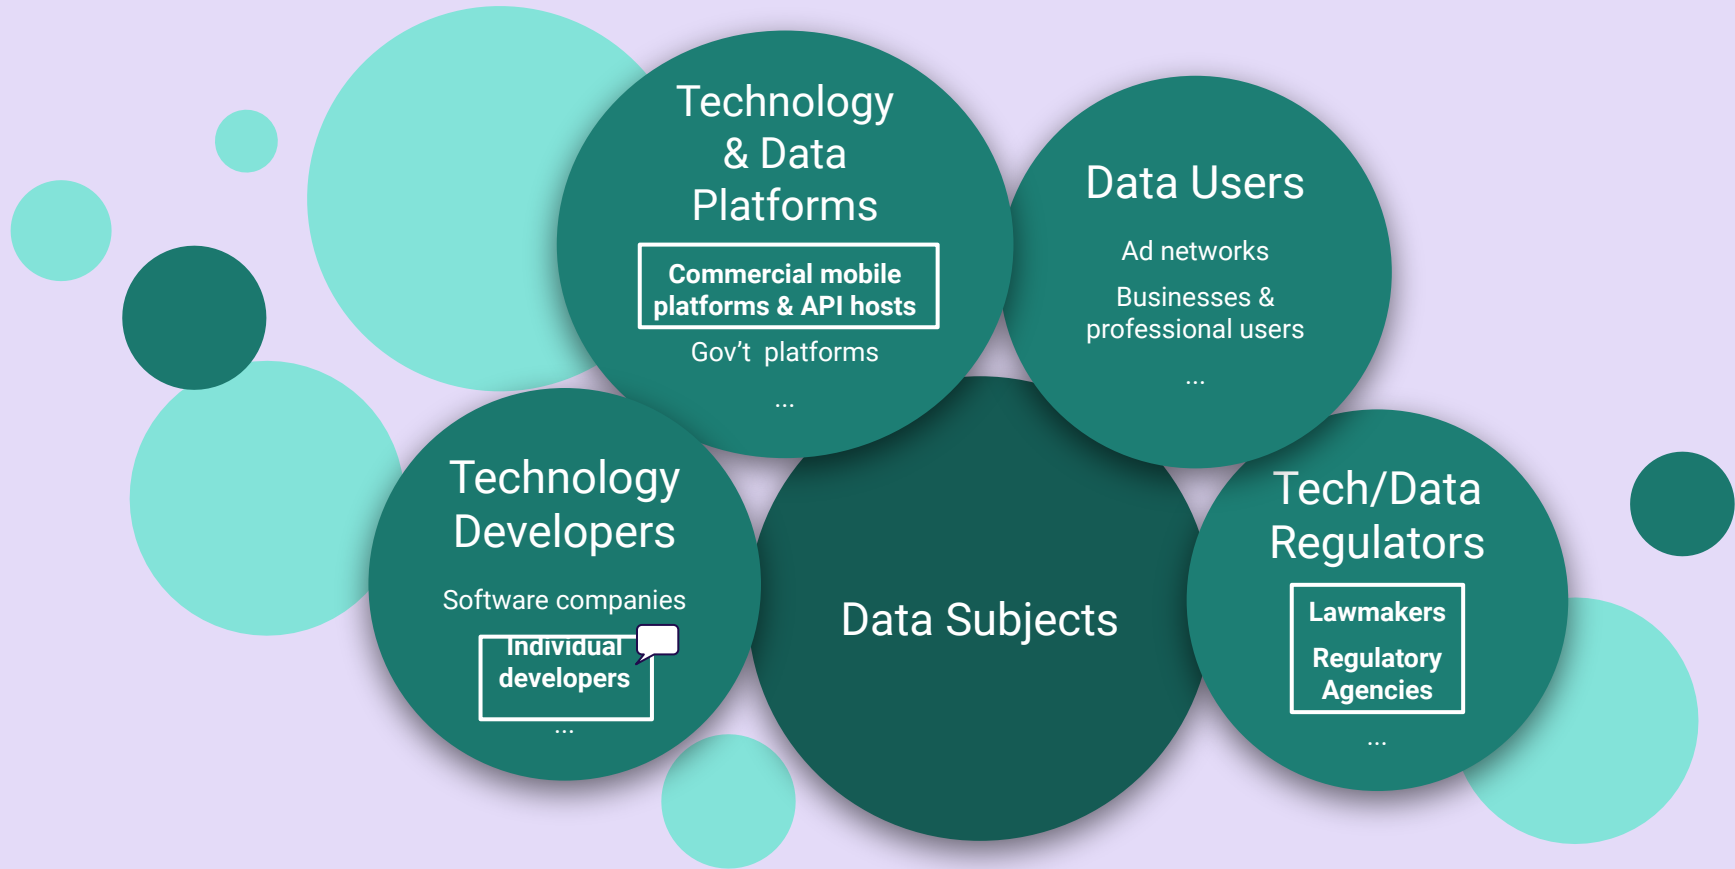 Technology
& Data
Platforms
Commercial mobile
platforms & API hosts
Gov't  platforms
...
Data Users
Ad networks
Businesses &
professional users
...
Technology
Developers
Software companies
Individual
developers
...
Data Subjects
Tech/Data
Regulators
Lawmakers
Regulatory
Agencies
...